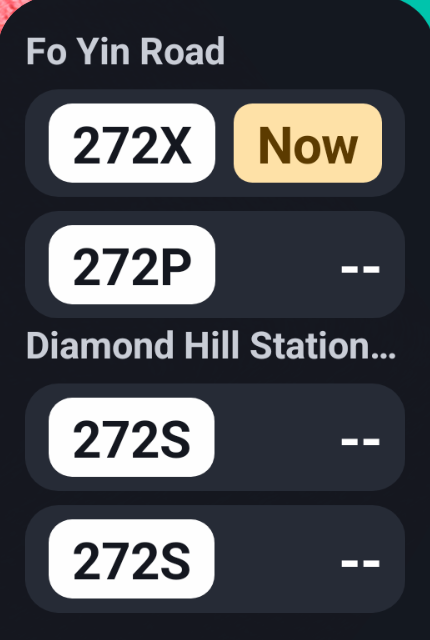 Fo Yin Road
272X Now
272P --
Diamond Hill Station...
272S --
272S --